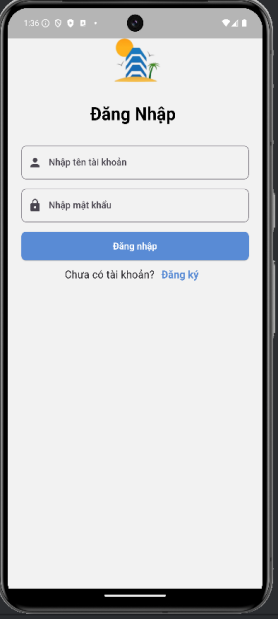 1:36
Đăng Nhập
Nhập tên tài khoản
Nhập mật khẩu
Đăng nhập
Chưa có tài khoản? Đăng ký